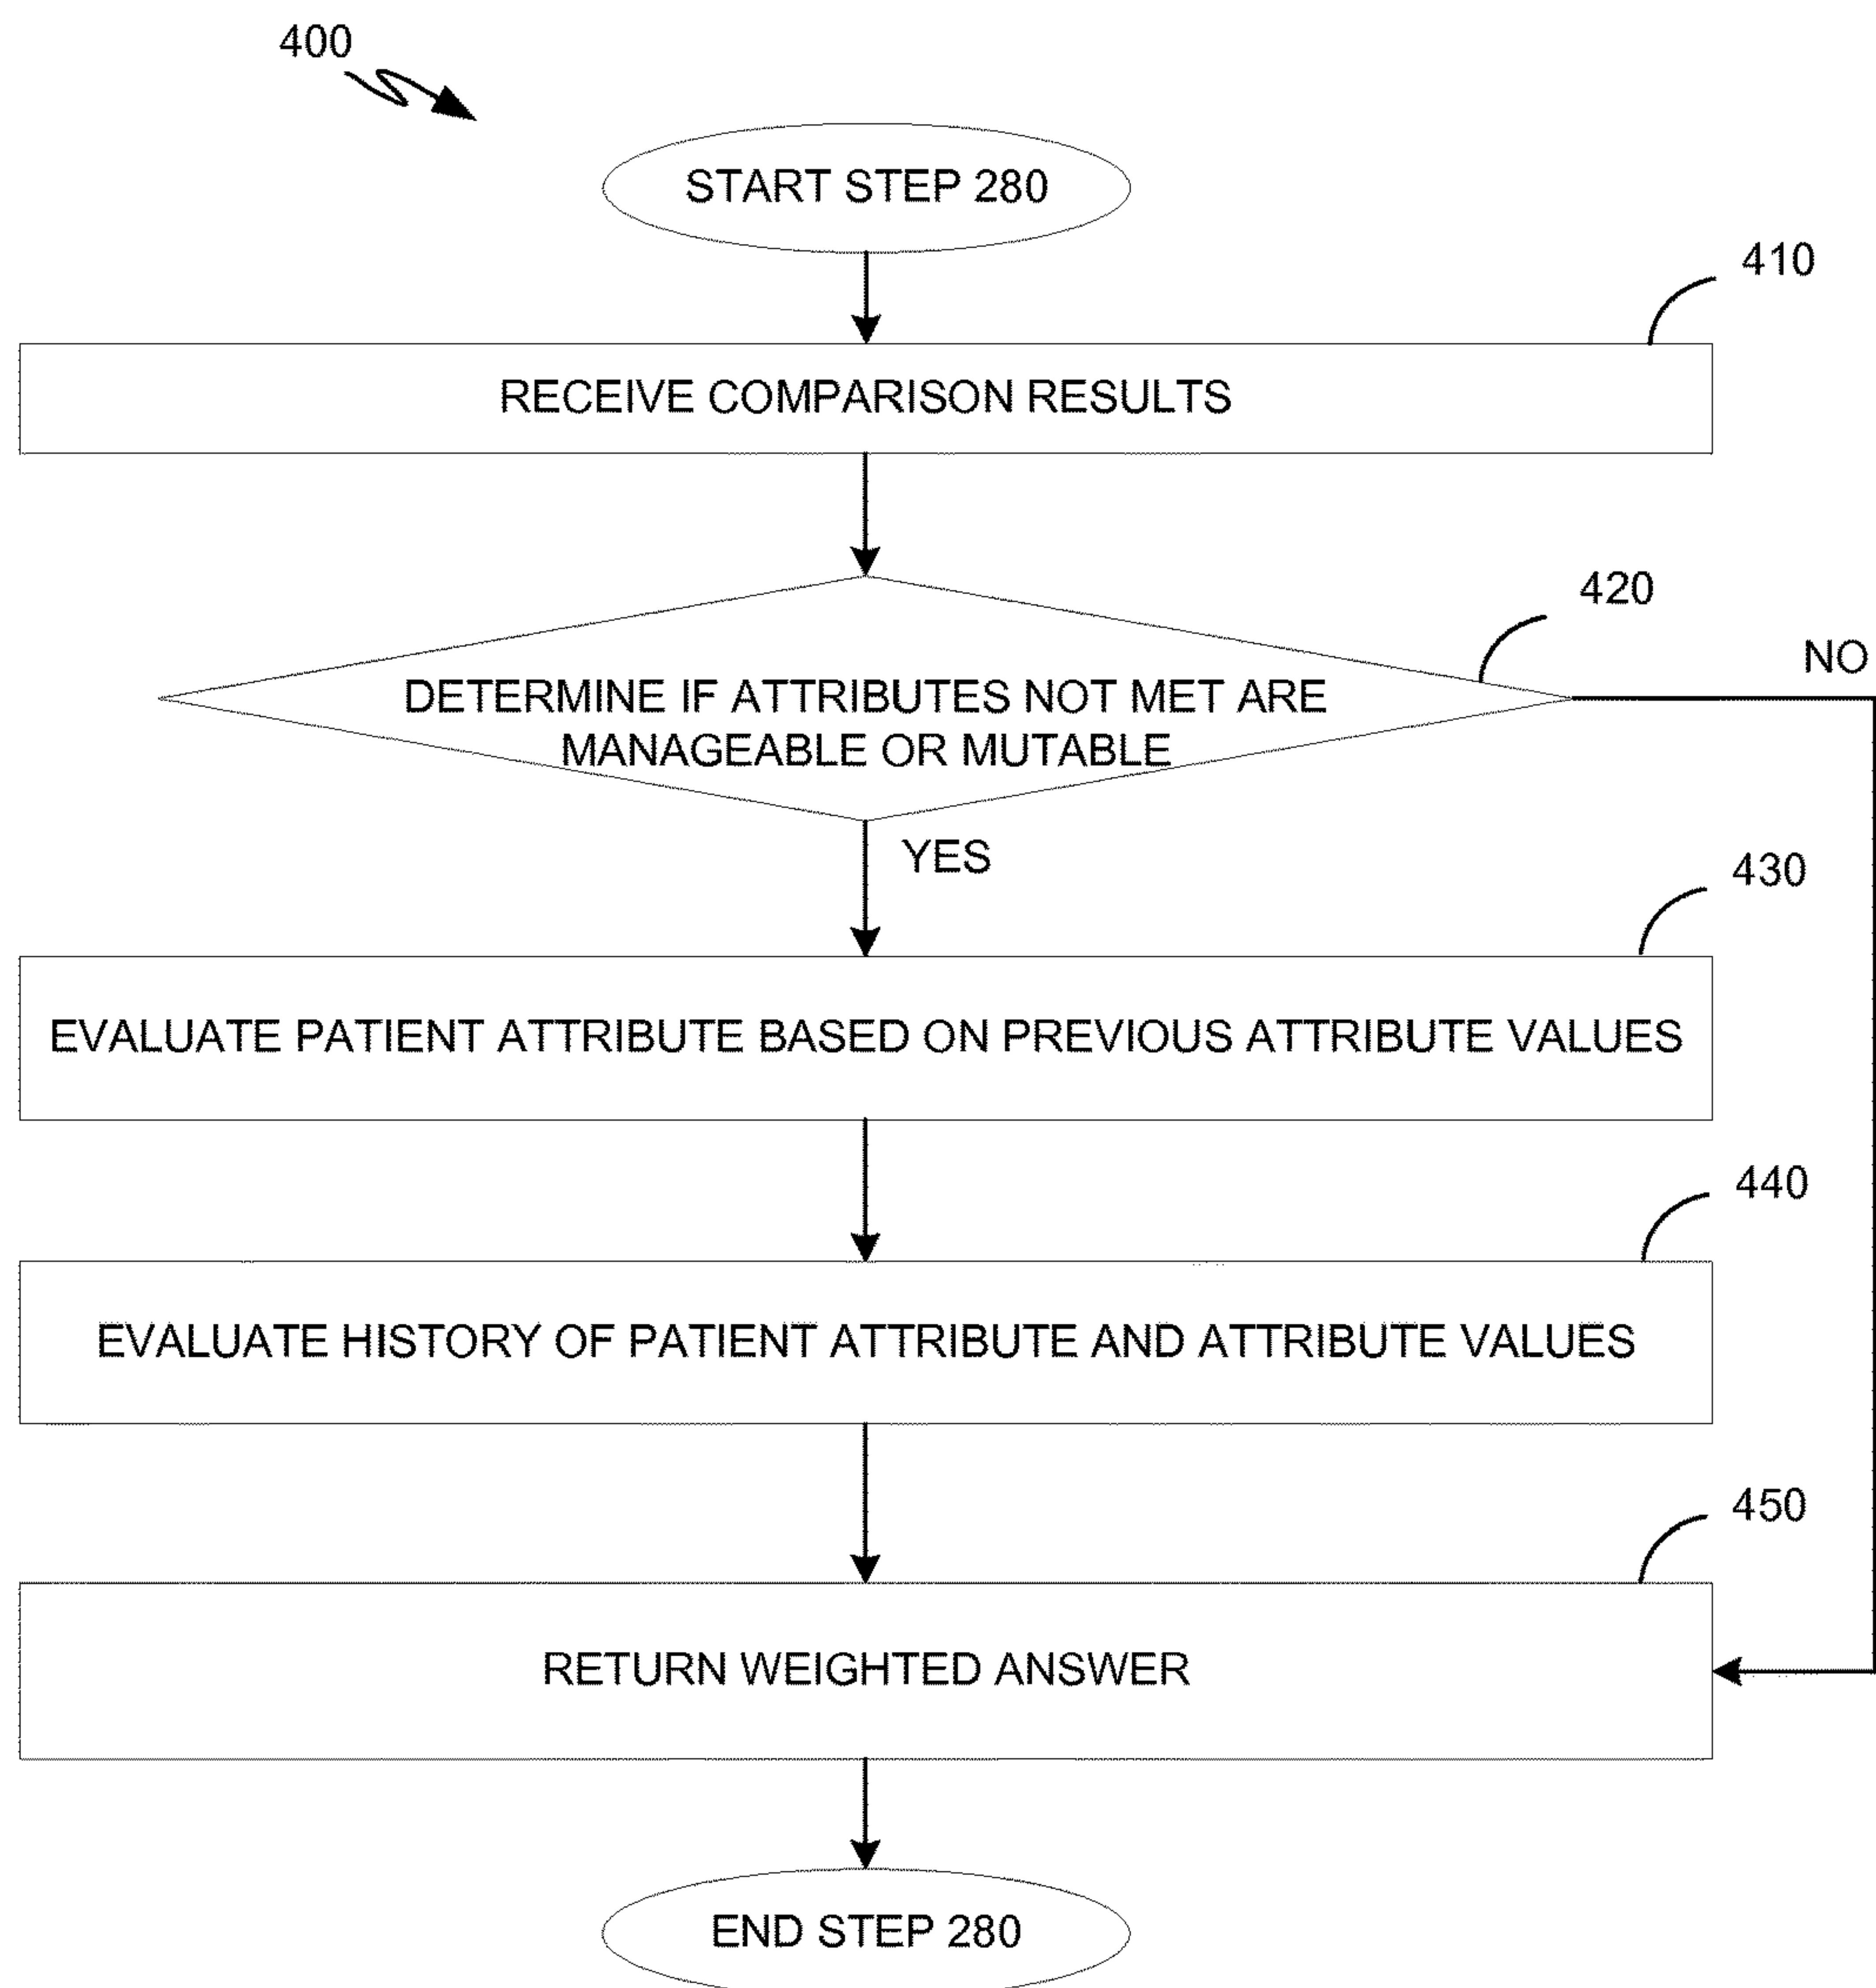 400
START STEP 280
410
RECEIVE COMPARISON RESULTS
420
NO
DETERMINE IF ATTRIBUTES NOT MET ARE
MANAGEABLE OR MUTABLE
YES
430
EVALUATE PATIENT ATTRIBUTE BASED ON PREVIOUS ATTRIBUTE VALUES
440
EVALUATE HISTORY OF PATIENT ATTRIBUTE AND ATTRIBUTE VALUES
450
RETURN WEIGHTED ANSWER
END STEP 280